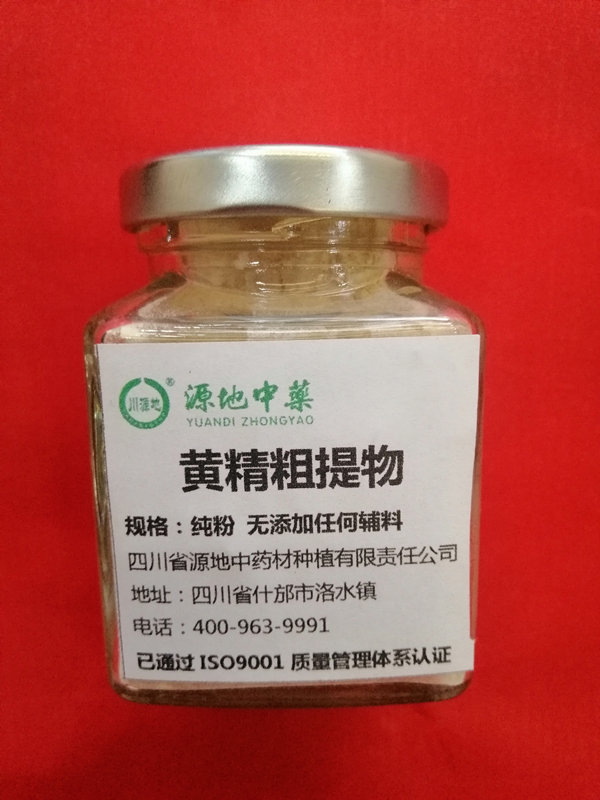 川源地®
源地中藥
YUANDI ZHONGYAO
黄精粗提物
规格：纯粉 无添加任何辅料
四川省源地中药材种植有限责任公司
地址：四川省什邡市洛水镇
电话：400-963-9991
已通过 ISO9001 质量管理体系认证